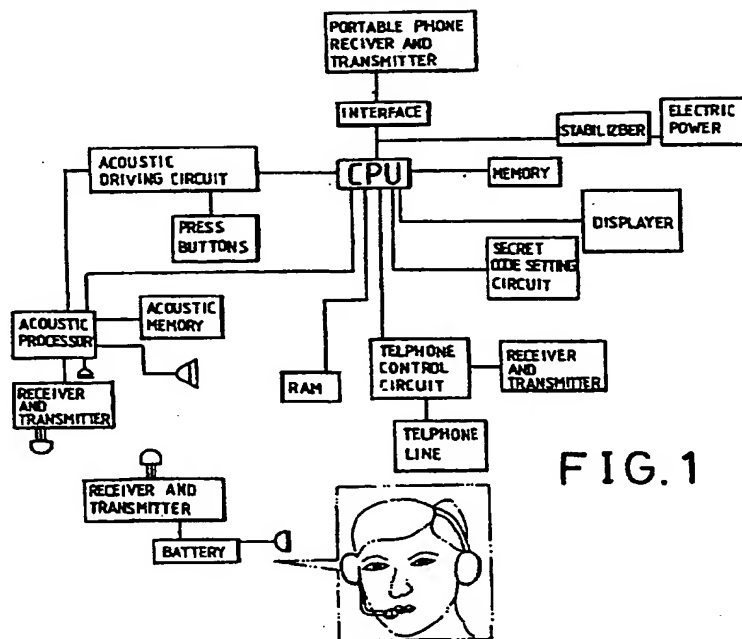 PORTABLE PHONE
RECIVER AND
TRANSMITTER
INTERFACE
STABILIZBER
ELECTRIC
POWER
ACOUSTIC
DRIVING CIRCUIT
CPU
MEMORY
PRESS
BUTTONS
DISPLAYER
SECRET
CODE SETTING
CIRCUIT
ACOUSTIC
MEMORY
ACOUSTIC
PROCESSOR
RAM
TELPHONE
CONTROL
CIRCUIT
RECEIVER
AND
TRANSMITTER
RECEIVER
AND
TRANSMITTER
TELPHONE
LINE
FIG.1
RECEIVER AND
TRANSMITTER
BATTERY